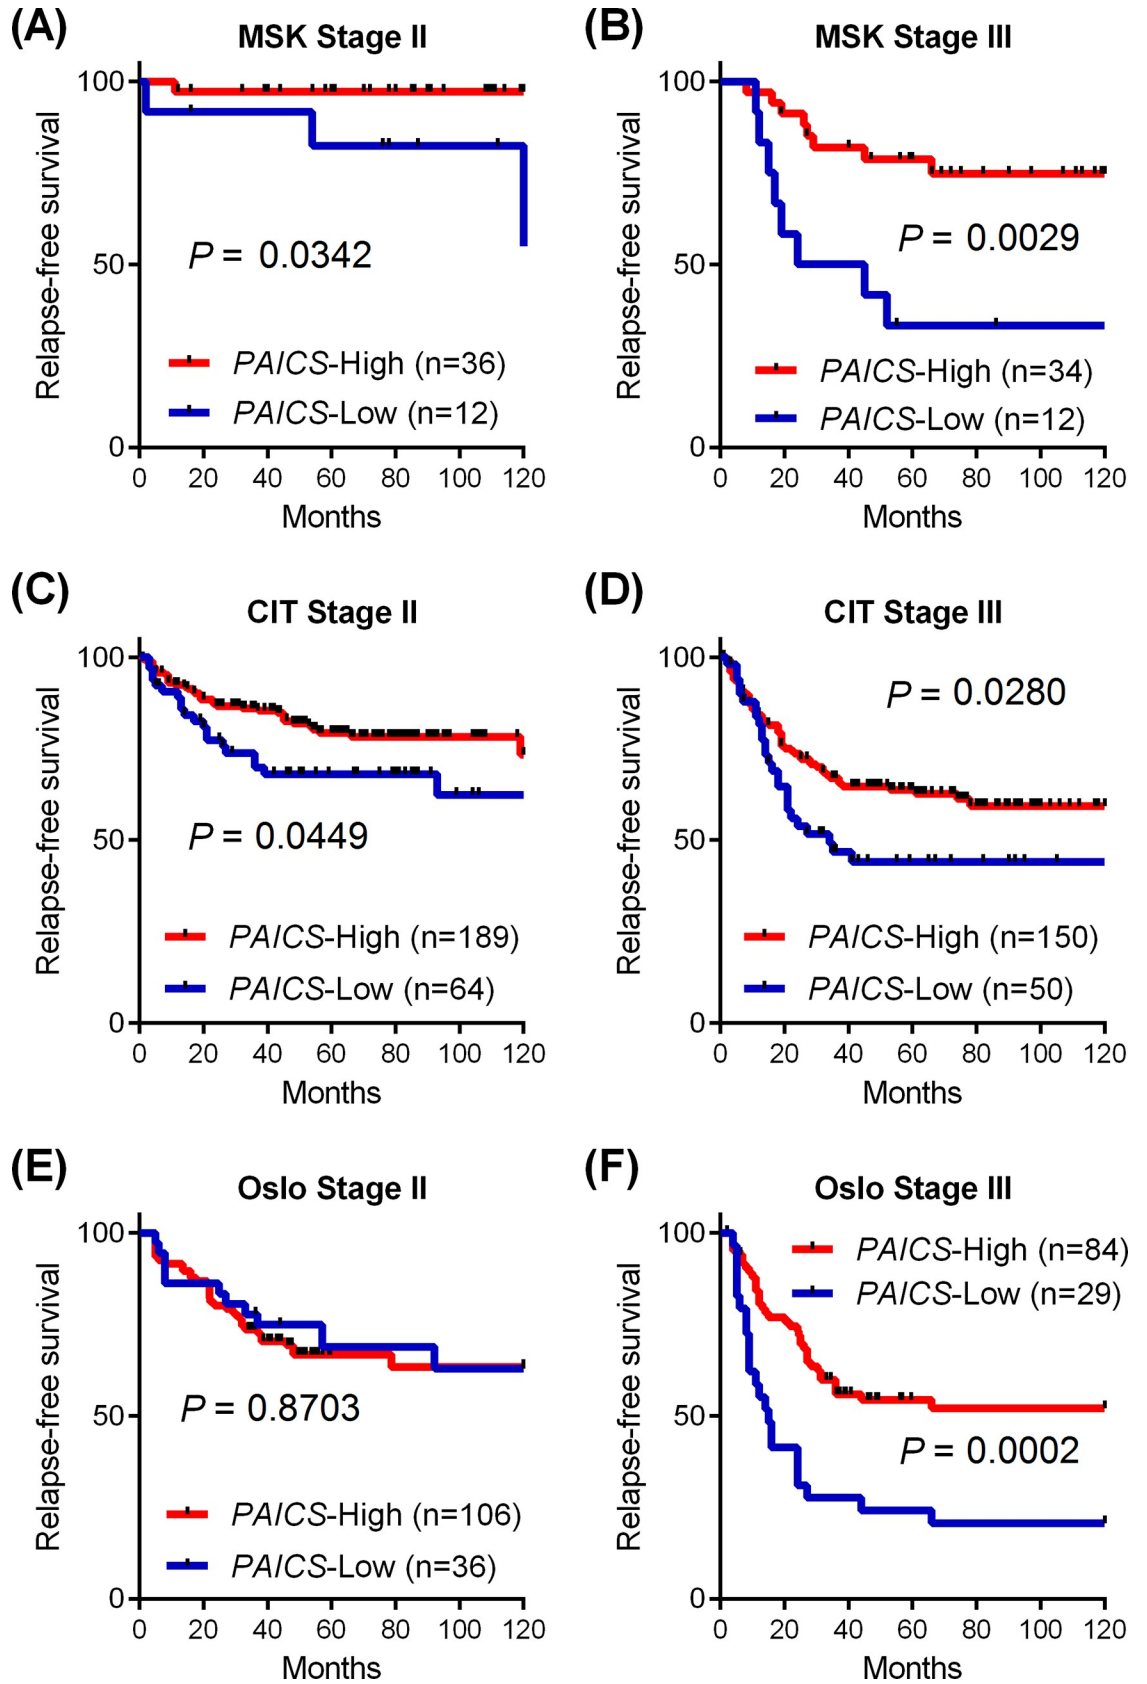 (A)
MSK Stage II
Relapse-free survival
100
50
0
P = 0.0342
PAICS-High (n=36)
PAICS-Low (n=12)
0 20 40 60 80 100 120
Months
(B)
MSK Stage III
Relapse-free survival
100
50
0
P = 0.0029
PAICS-High (n=34)
PAICS-Low (n=12)
0 20 40 60 80 100 120
Months
(C)
CIT Stage II
Relapse-free survival
100
50
0
P = 0.0449
PAICS-High (n=189)
PAICS-Low (n=64)
0 20 40 60 80 100 120
Months
(D)
CIT Stage III
Relapse-free survival
100
50
0
P = 0.0280
PAICS-High (n=150)
PAICS-Low (n=50)
0 20 40 60 80 100 120
Months
(E)
Oslo Stage II
Relapse-free survival
100
50
0
P = 0.8703
PAICS-High (n=106)
PAICS-Low (n=36)
0 20 40 60 80 100 120
Months
(F)
Oslo Stage III
Relapse-free survival
100
50
0
PAICS-High (n=84)
PAICS-Low (n=29)
P = 0.0002
0 20 40 60 80 100 120
Months